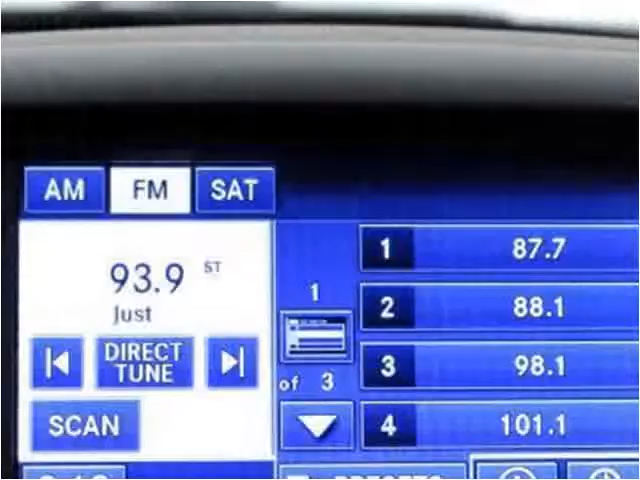 AM FM SAT
93.9 ST
Just
DIRECT
TUNE
SCAN
1
of 3
1 87.7
2 88.1
3 98.1
4 101.1
PRESETS